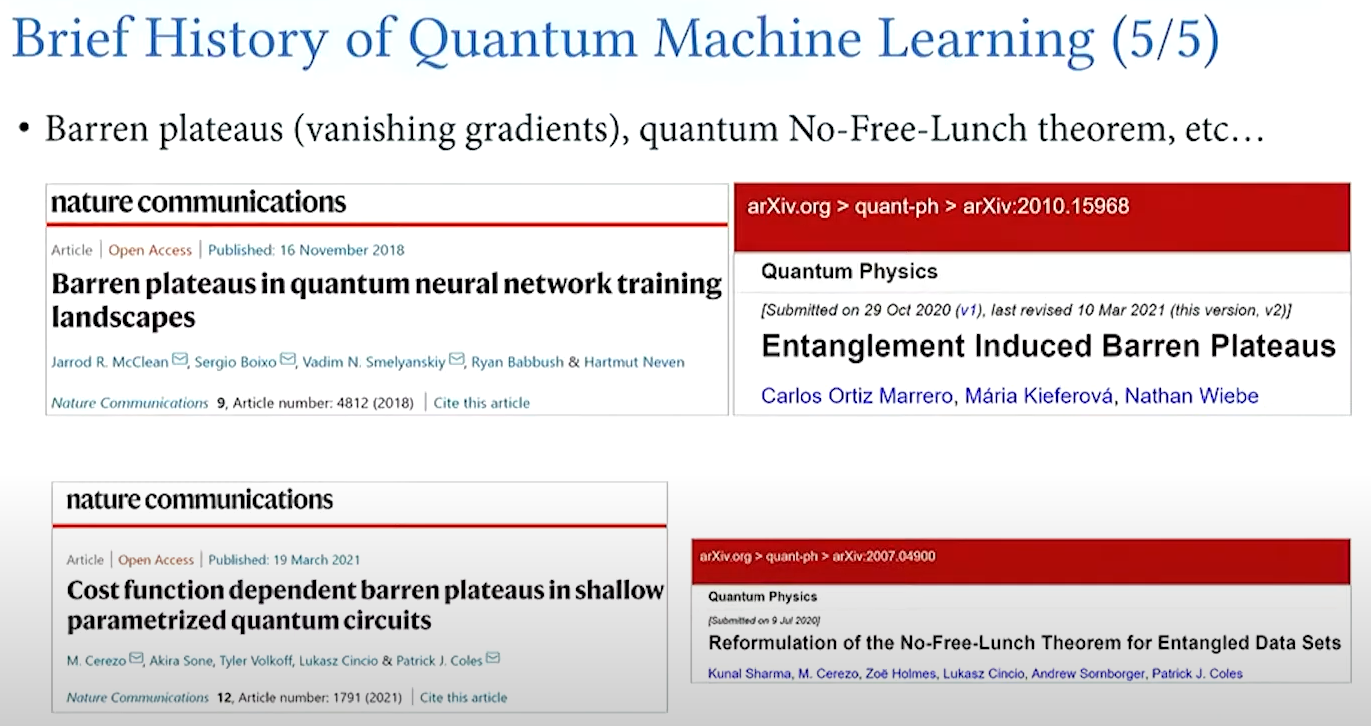 Brief History of Quantum Machine Learning (5/5)
• Barren plateaus (vanishing gradients), quantum No-Free-Lunch theorem, etc…
nature communications
Article | Open Access | Published: 16 November 2018
Barren plateaus in quantum neural network training
landscapes
Jarrod R. McClean, Sergio Boixo, Vadim N. Smelyanskiy, Ryan Babbush & Hartmut Neven
Nature Communications 9, Article number: 4812 (2018) | Cite this article
arXiv.org > quant-ph > arXiv:2010.15968
Quantum Physics
[Submitted on 29 Oct 2020 (v1), last revised 10 Mar 2021 (this version, v2)]
Entanglement Induced Barren Plateaus
Carlos Ortiz Marrero, Mária Kieferová, Nathan Wiebe
nature communications
Article | Open Access | Published: 19 March 2021
Cost function dependent barren plateaus in shallow
parametrized quantum circuits
M. Cerezo, Akira Sone, Tyler Volkoff, Lukasz Cincio & Patrick J. Coles
Nature Communications 12, Article number: 1791 (2021) | Cite this article
arXiv.org > quant-ph > arXiv:2007.04900
Quantum Physics
[Submitted on 9 Jul 2020]
Reformulation of the No-Free-Lunch Theorem for Entangled Data Sets
Kunal Sharma, M. Cerezo, Zoë Holmes, Lukasz Cincio, Andrew Sornborger, Patrick J. Coles